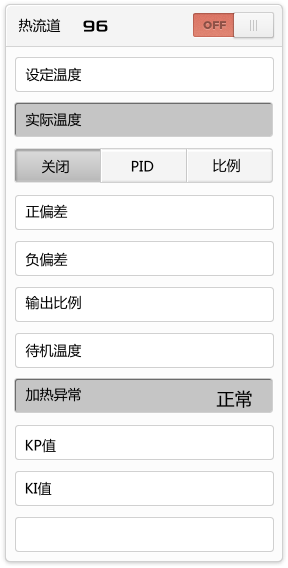 热流道 96 OFF
设定温度
实际温度
关闭 PID 比例
正偏差
负偏差
输出比例
待机温度
加热异常 正常
KP值
KI值